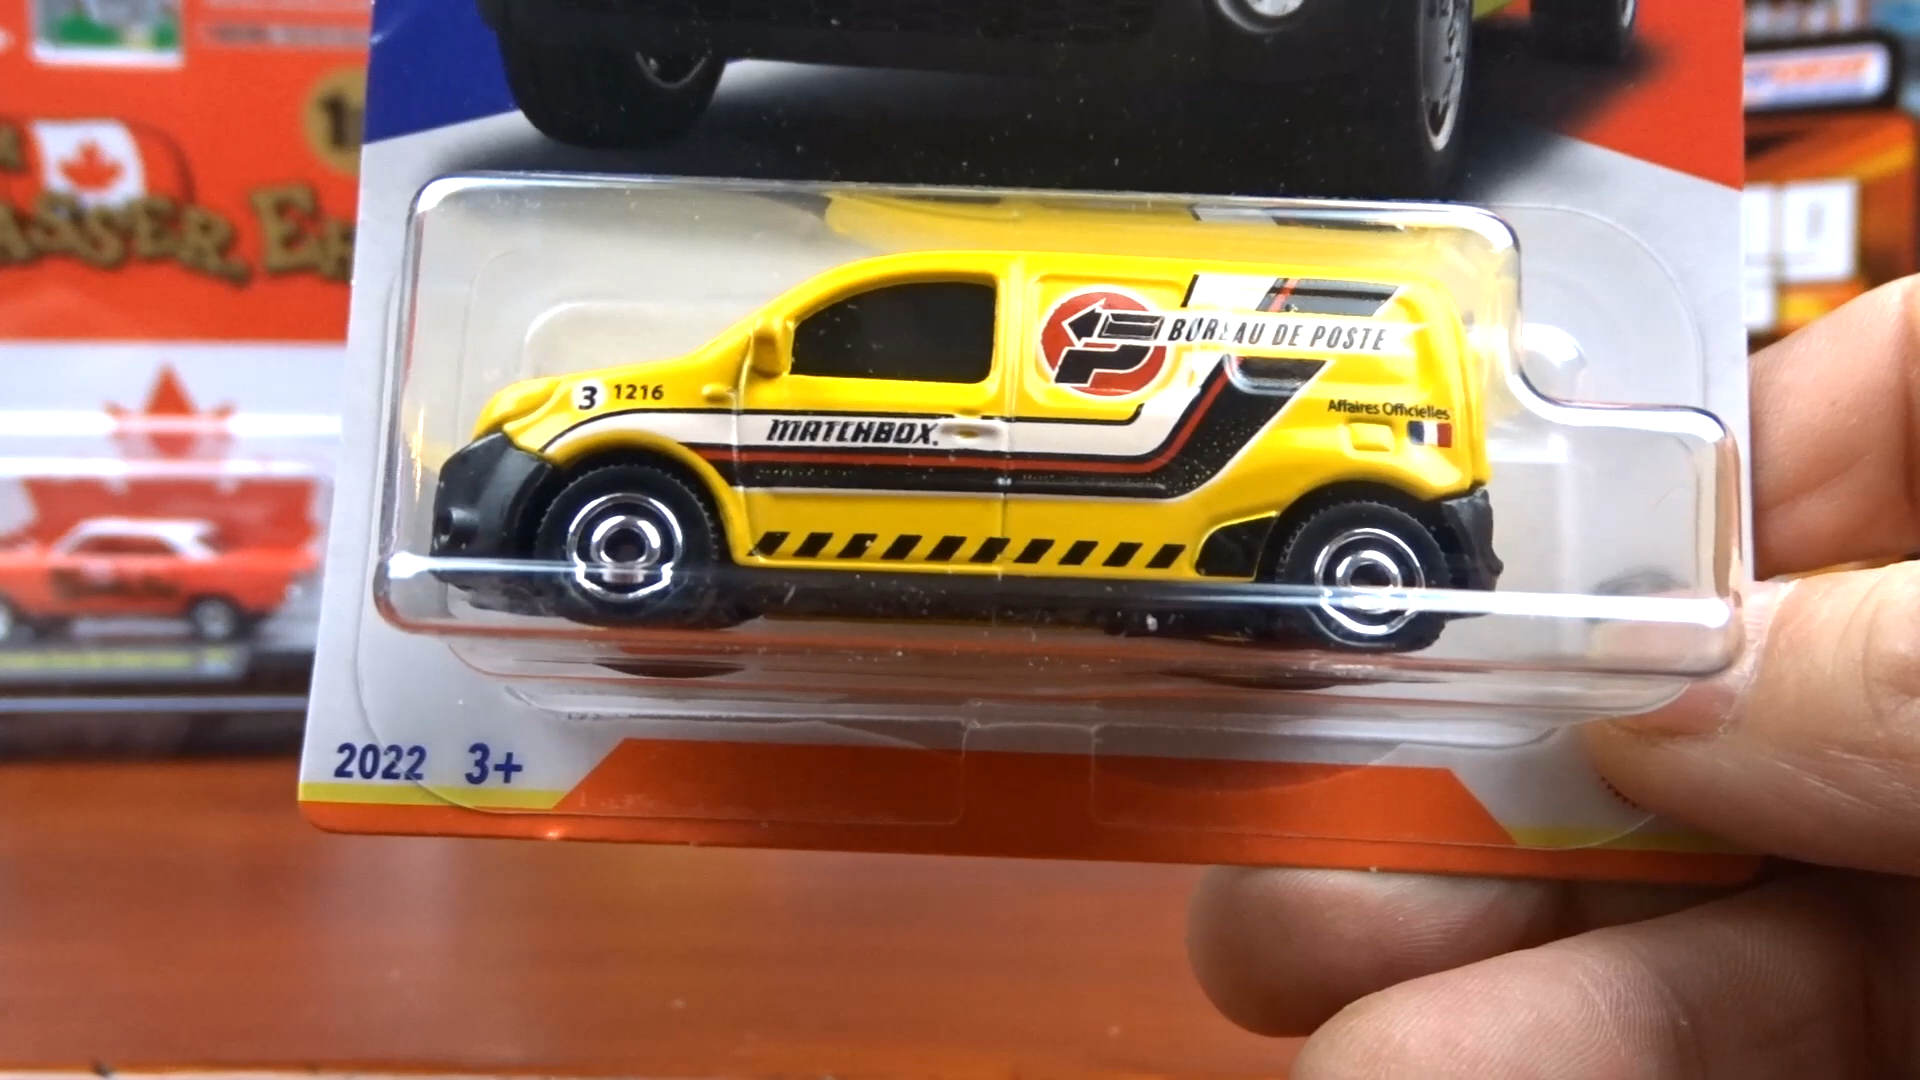 BUREAU DE POSTE
3 1216
MATCHBOX
Affaires Officielles
2022 3+